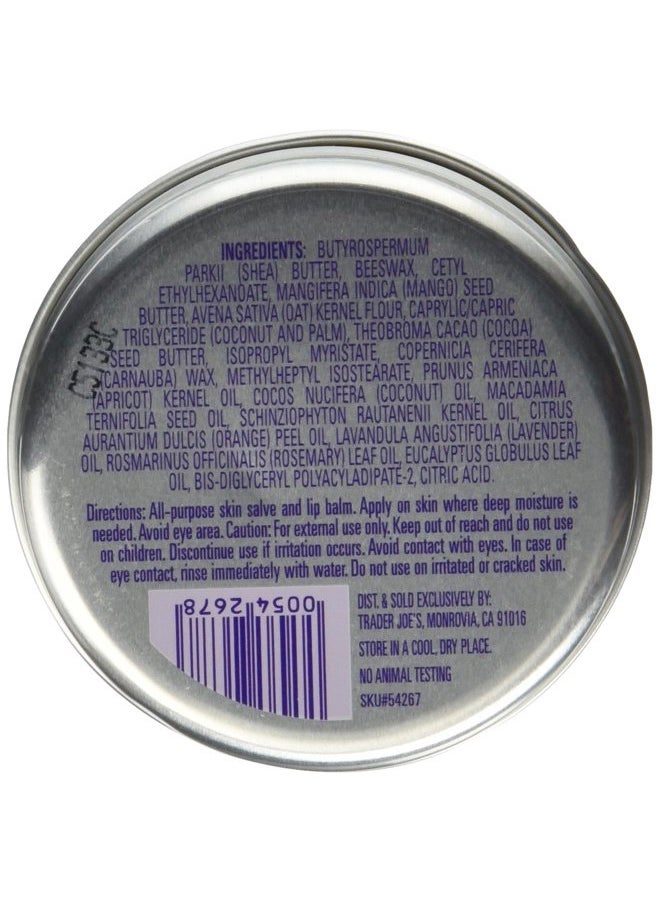 INGREDIENTS: BUTYROSPERMUM
PARKII (SHEA) BUTTER, BEESWAX, CETYL
ETHYLHEXANOATE, MANGIFERA INDICA (MANGO) SEED
BUTTER, AVENA SATIVA (OAT) KERNEL FLOUR, CAPRYLIC/CAPRIC
TRIGLYCERIDE (COCONUT AND PALM), THEOBROMA CACAO (COCOA)
SEED BUTTER, ISOPROPYL MYRISTATE, COPERNICIA CERIFERA
(CARNAUBA) WAX, METHYLHEPTYL ISOSTEARATE, PRUNUS ARMENIACA
(APRICOT) KERNEL OIL, COCOS NUCIFERA (COCONUT) OIL, MACADAMIA
TERNIFOLIA SEED OIL, SCHINZIOPHYTON RAUTANENII KERNEL OIL, CITRUS
AURANTIUM DULCIS (ORANGE) PEEL OIL, LAVANDULA ANGUSTIFOLIA (LAVENDER)
OIL, ROSMARINUS OFFICINALIS (ROSEMARY) LEAF OIL, EUCALYPTUS GLOBULUS LEAF
OIL, BIS-DIGLYCERYL POLYACYLADIPATE-2, CITRIC ACID.
Directions: All-purpose skin salve and lip balm. Apply on skin where deep moisture is
needed. Avoid eye area. Caution: For external use only. Keep out of reach and do not use
on children. Discontinue use if irritation occurs. Avoid contact with eyes. In case of
eye contact, rinse immediately with water. Do not use on irritated or cracked skin.
0054 2678
DIST. & SOLD EXCLUSIVELY BY:
TRADER JOE'S, MONROVIA, CA 91016
STORE IN A COOL, DRY PLACE.
NO ANIMAL TESTING
SKU#54267